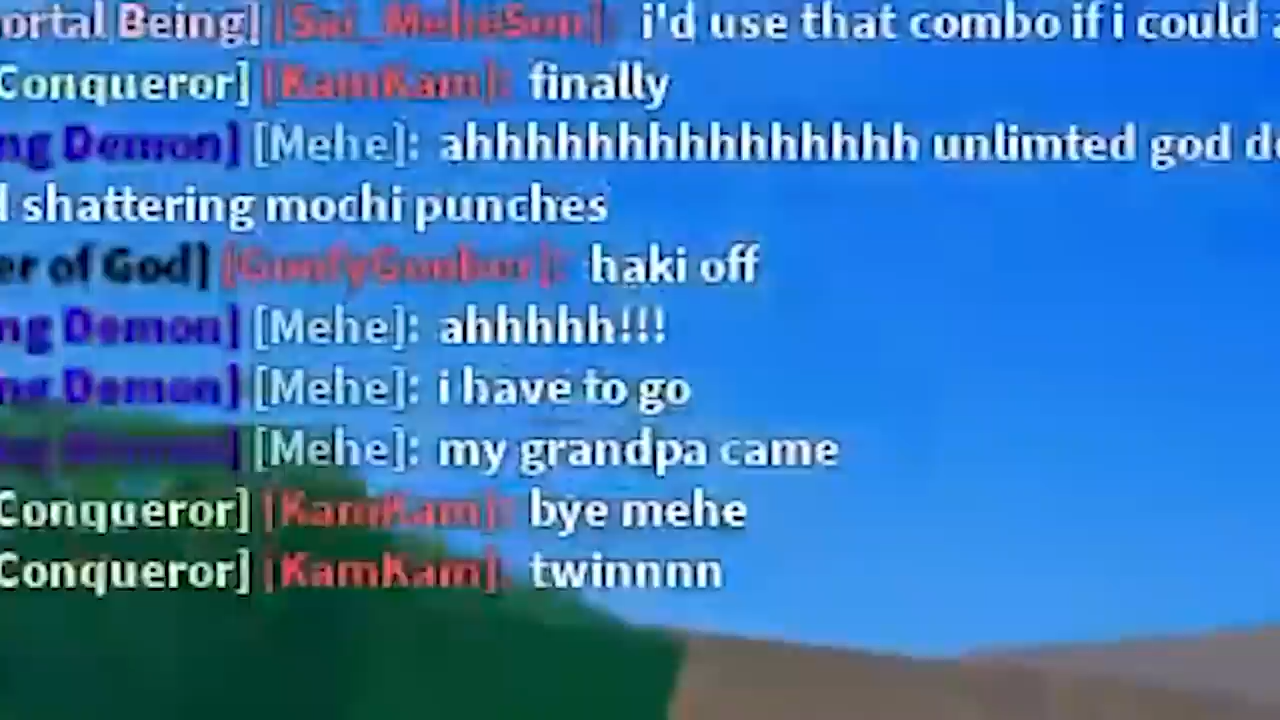 ortal Being] [Sai_MeheSon]: i'd use that combo if i could
Conqueror] [KamKam]: finally
ng Demon] [Mehe]: ahhhhhhhhhhhhhhhh unlimted god d
shattering mochi punches
er of God] haki off
ng Demon] [Mehe]: ahhhhh!!!
ng Demon] [Mehe]: i have to go
[Mehe]: my grandpa came
Conqueror] [KamKam]: bye mehe
Conqueror] [KamKam]: twinnnn